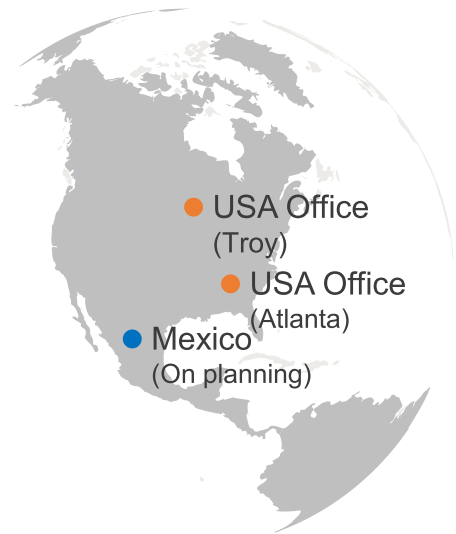 USA Office
(Troy)
USA Office
(Atlanta)
Mexico
(On planning)